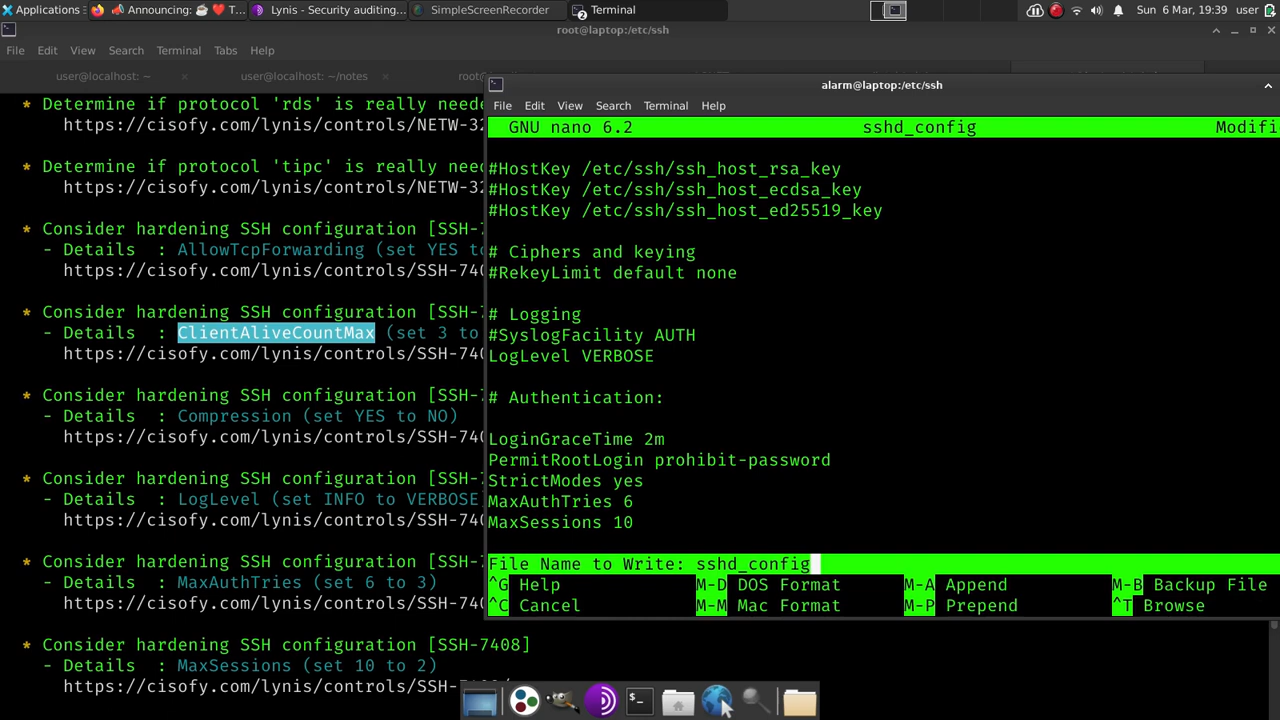 Applications
Announcing: ☕ ❤ T...
Lynis - Security auditing...
SimpleScreenRecorder
2
Terminal
Sun 6 Mar, 19:39
user
root@laptop:/etc/ssh
File Edit View Search Terminal Tabs Help
user@localhost: ~ ×
user@localhost: ~/notes ×
* Determine if protocol 'rds' is really neede
https://cisofy.com/lynis/controls/NETW-32
* Determine if protocol 'tipc' is really nee
https://cisofy.com/lynis/controls/NETW-32
* Consider hardening SSH configuration [SSH-7
- Details : AllowTcpForwarding (set YES to
https://cisofy.com/lynis/controls/SSH-740
* Consider hardening SSH configuration [SSH-7
- Details : ClientAliveCountMax (set 3 to
https://cisofy.com/lynis/controls/SSH-740
* Consider hardening SSH configuration [SSH-7
- Details : Compression (set YES to NO)
https://cisofy.com/lynis/controls/SSH-740
* Consider hardening SSH configuration [SSH-7
- Details : LogLevel (set INFO to VERBOSE
https://cisofy.com/lynis/controls/SSH-740
* Consider hardening SSH configuration [SSH-7
- Details : MaxAuthTries (set 6 to 3)
https://cisofy.com/lynis/controls/SSH-740
* Consider hardening SSH configuration [SSH-7408]
- Details : MaxSessions (set 10 to 2)
https://cisofy.com/lynis/controls/SSH-
alarm@laptop:/etc/ssh
File Edit View Search Terminal Help
GNU nano 6.2 sshd_config Modifi
#HostKey /etc/ssh/ssh_host_rsa_key
#HostKey /etc/ssh/ssh_host_ecdsa_key
#HostKey /etc/ssh/ssh_host_ed25519_key
# Ciphers and keying
#RekeyLimit default none
# Logging
#SyslogFacility AUTH
LogLevel VERBOSE
# Authentication:
LoginGraceTime 2m
PermitRootLogin prohibit-password
StrictModes yes
MaxAuthTries 6
MaxSessions 10
File Name to Write: sshd_config
^G Help M-D DOS Format M-A Append M-B Backup File
^C Cancel M-M Mac Format M-P Prepend ^T Browse